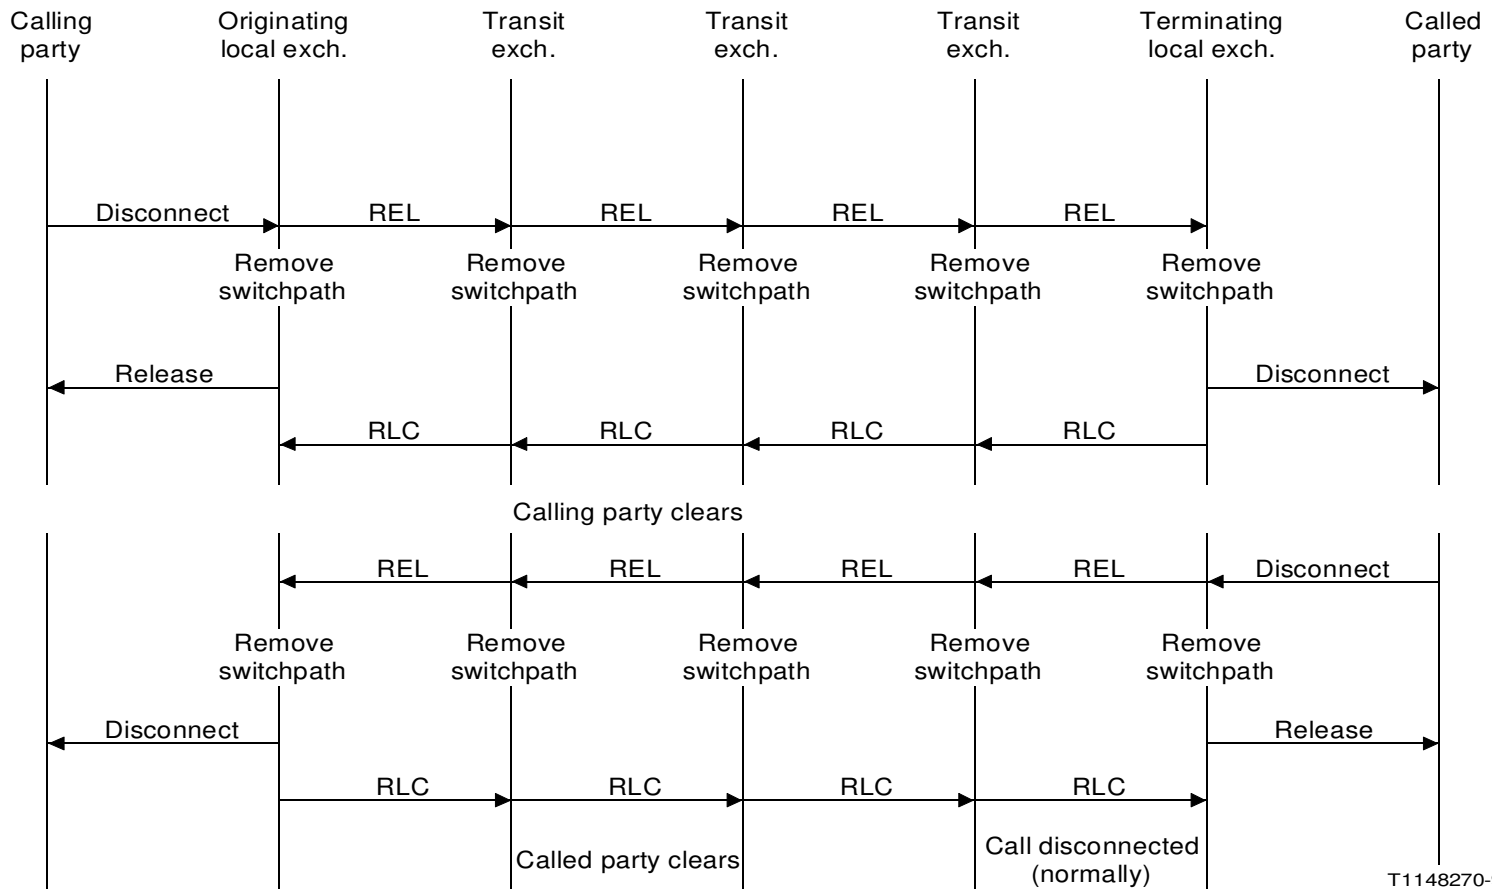 Calling party
Originating local exch.
Transit exch.
Transit exch.
Transit exch.
Terminating local exch.
Called party
Disconnect REL REL REL REL
Remove switchpath
Remove switchpath
Remove switchpath
Remove switchpath
Remove switchpath
Release Disconnect
RLC RLC RLC RLC
Calling party clears
REL REL REL REL Disconnect
Remove switchpath
Remove switchpath
Remove switchpath
Remove switchpath
Remove switchpath
Disconnect Release
RLC RLC RLC RLC
Called party clears
Call disconnected
(normally)
T1148270-